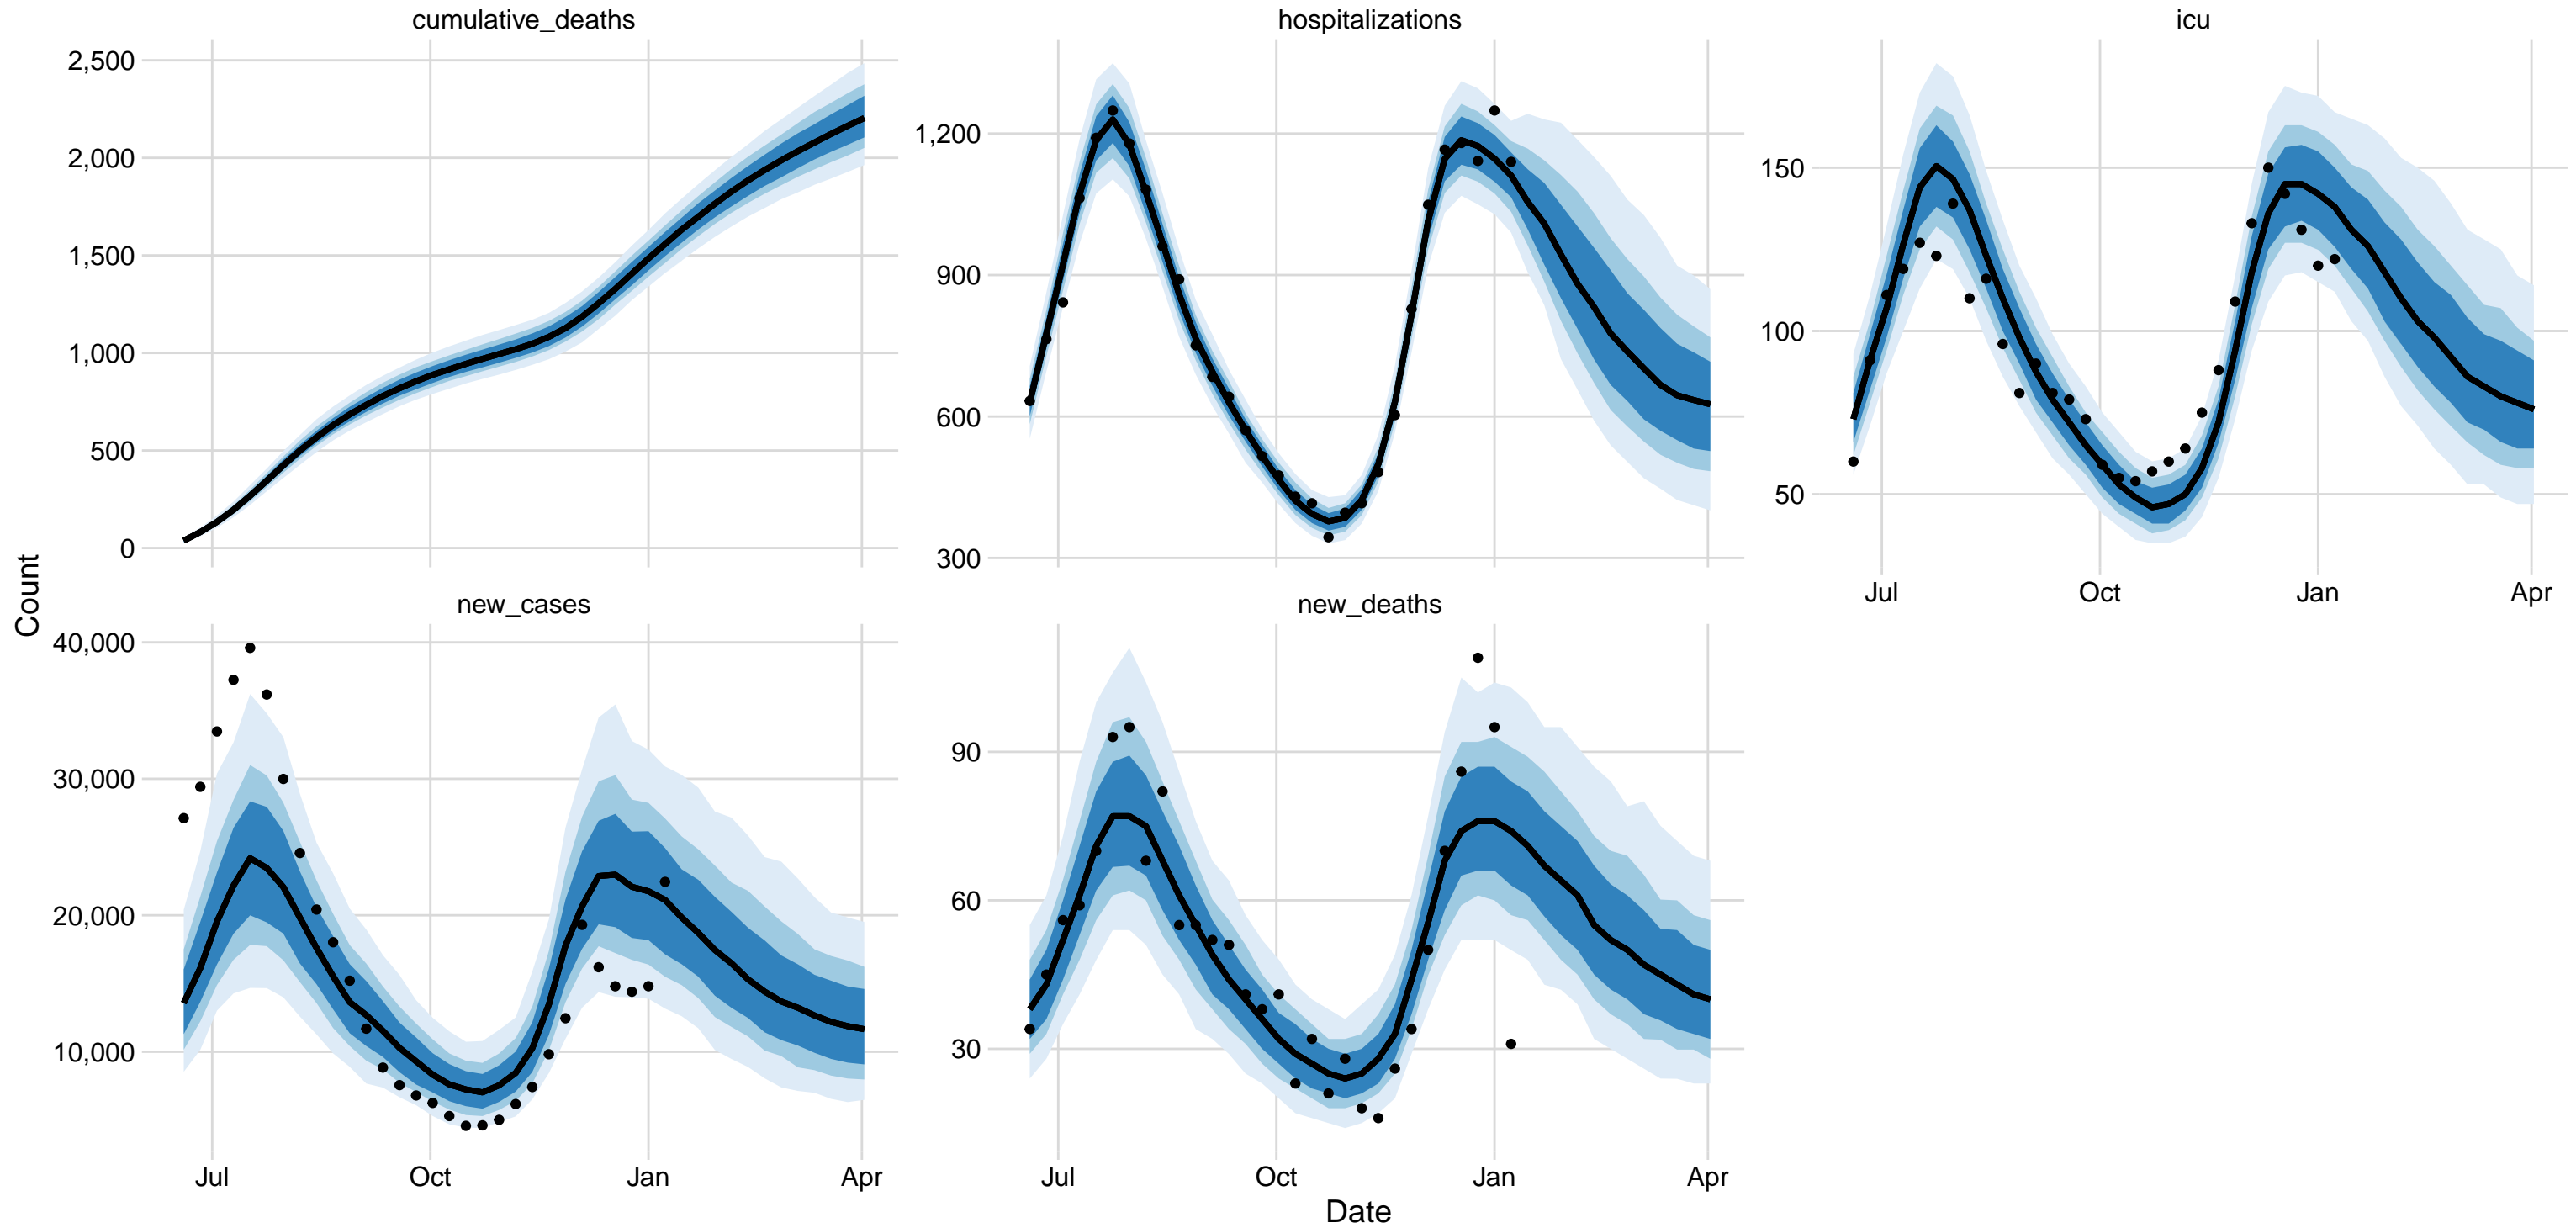 cumulative_deaths
2,500
2,000
1,500
1,000
500
0
hospitalizations
1,200
900
600
300
icu
150
100
50
Jul Oct Jan Apr
Count
new_cases
40,000
30,000
20,000
10,000
Jul Oct Jan Apr
new_deaths
90
60
30
Jul Oct Jan Apr
Date